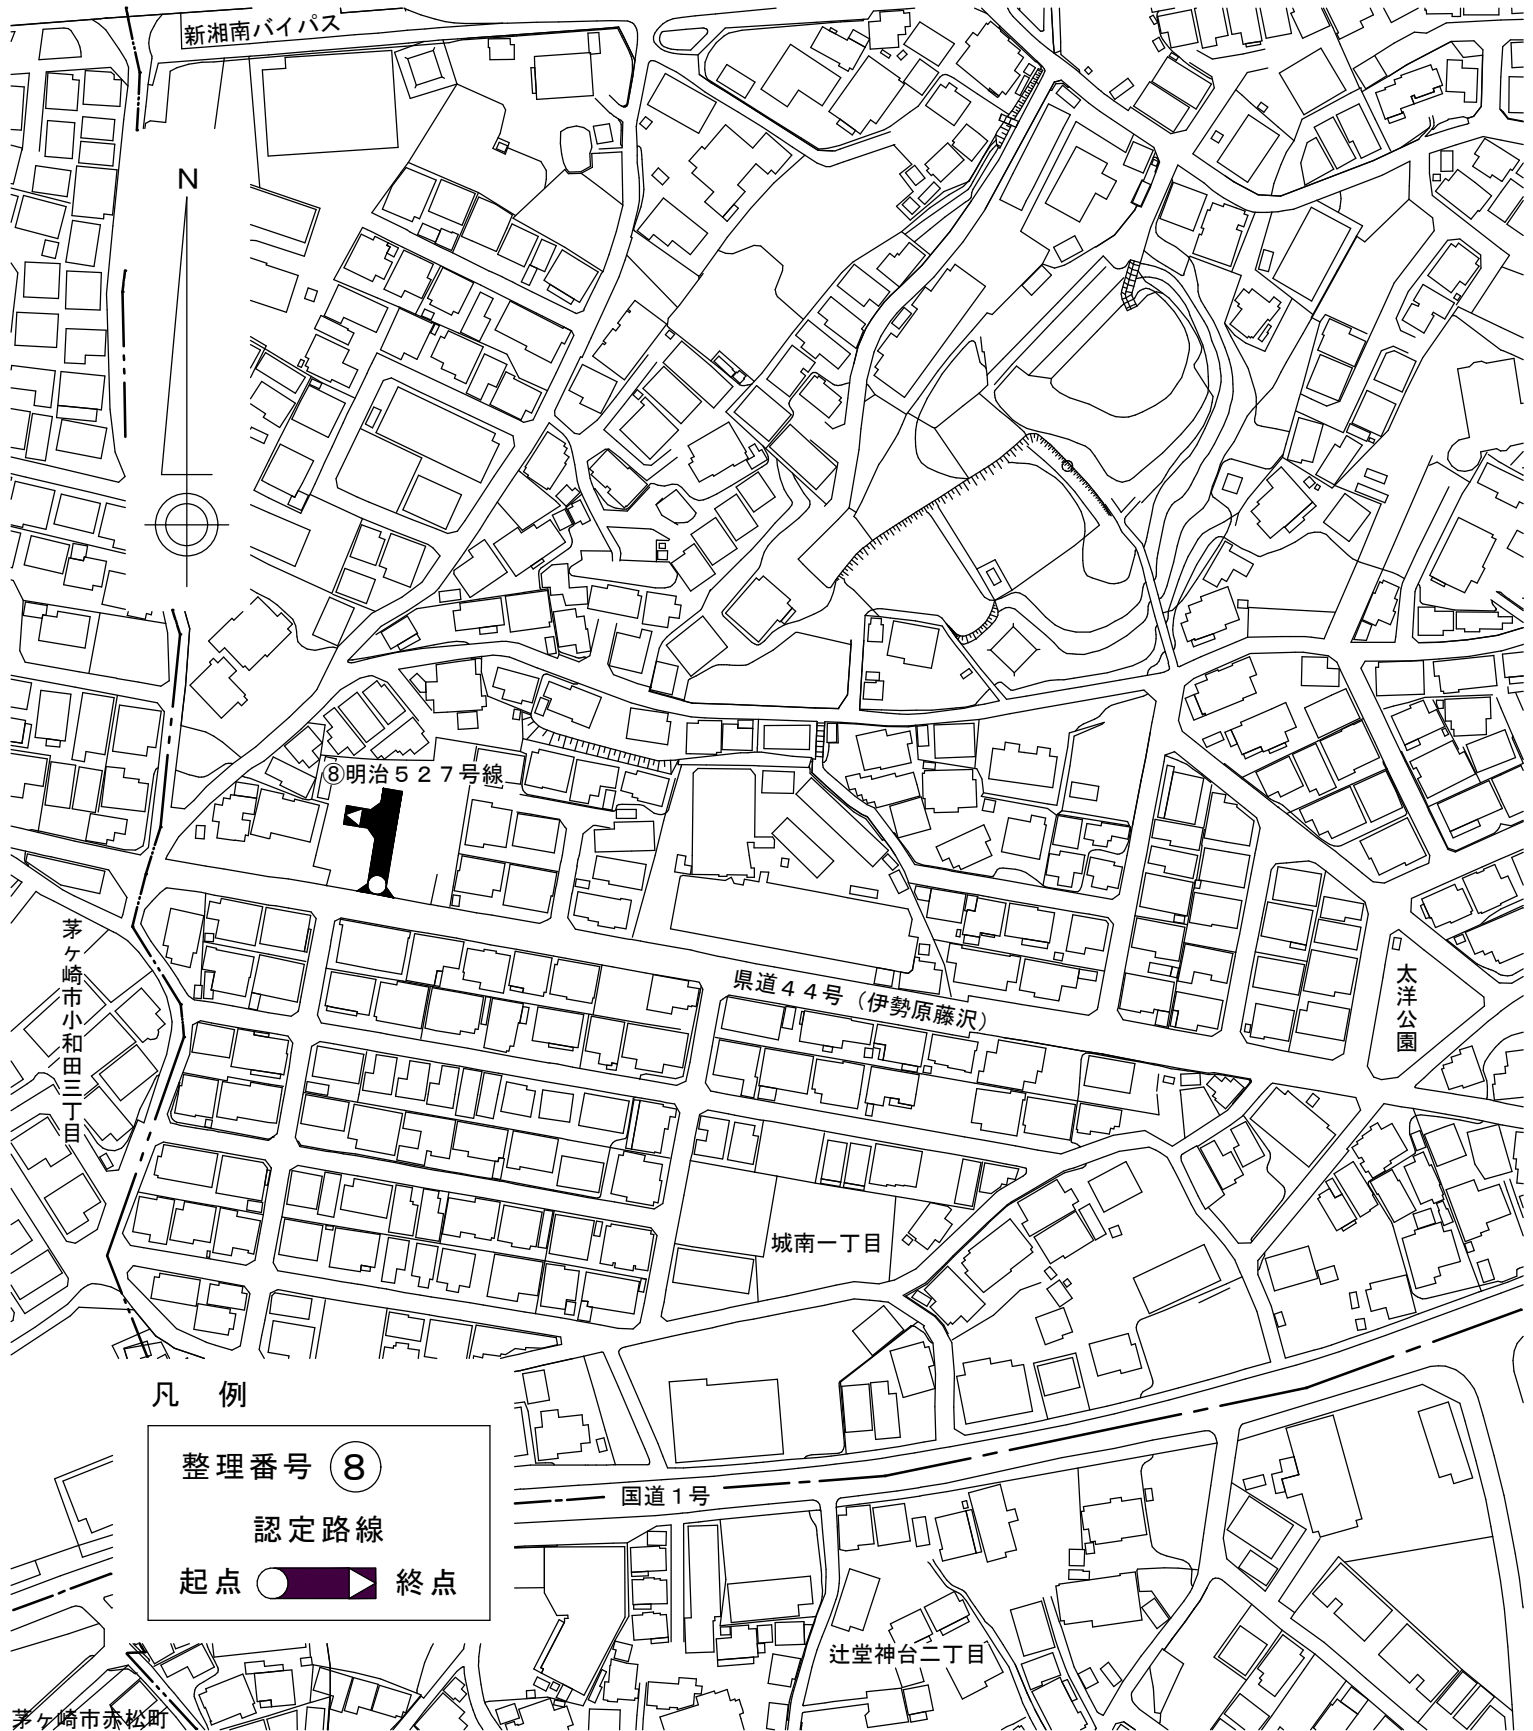 新湘南バイパス
N
⑧明治５２７号線
茅ヶ崎市小和田三丁目
県道４４号（伊勢原藤沢）
太洋公園
城南一丁目
凡　例
整理番号 ⑧
認定路線
起点 終点
国道１号
辻堂神台二丁目
茅ヶ崎市赤松町